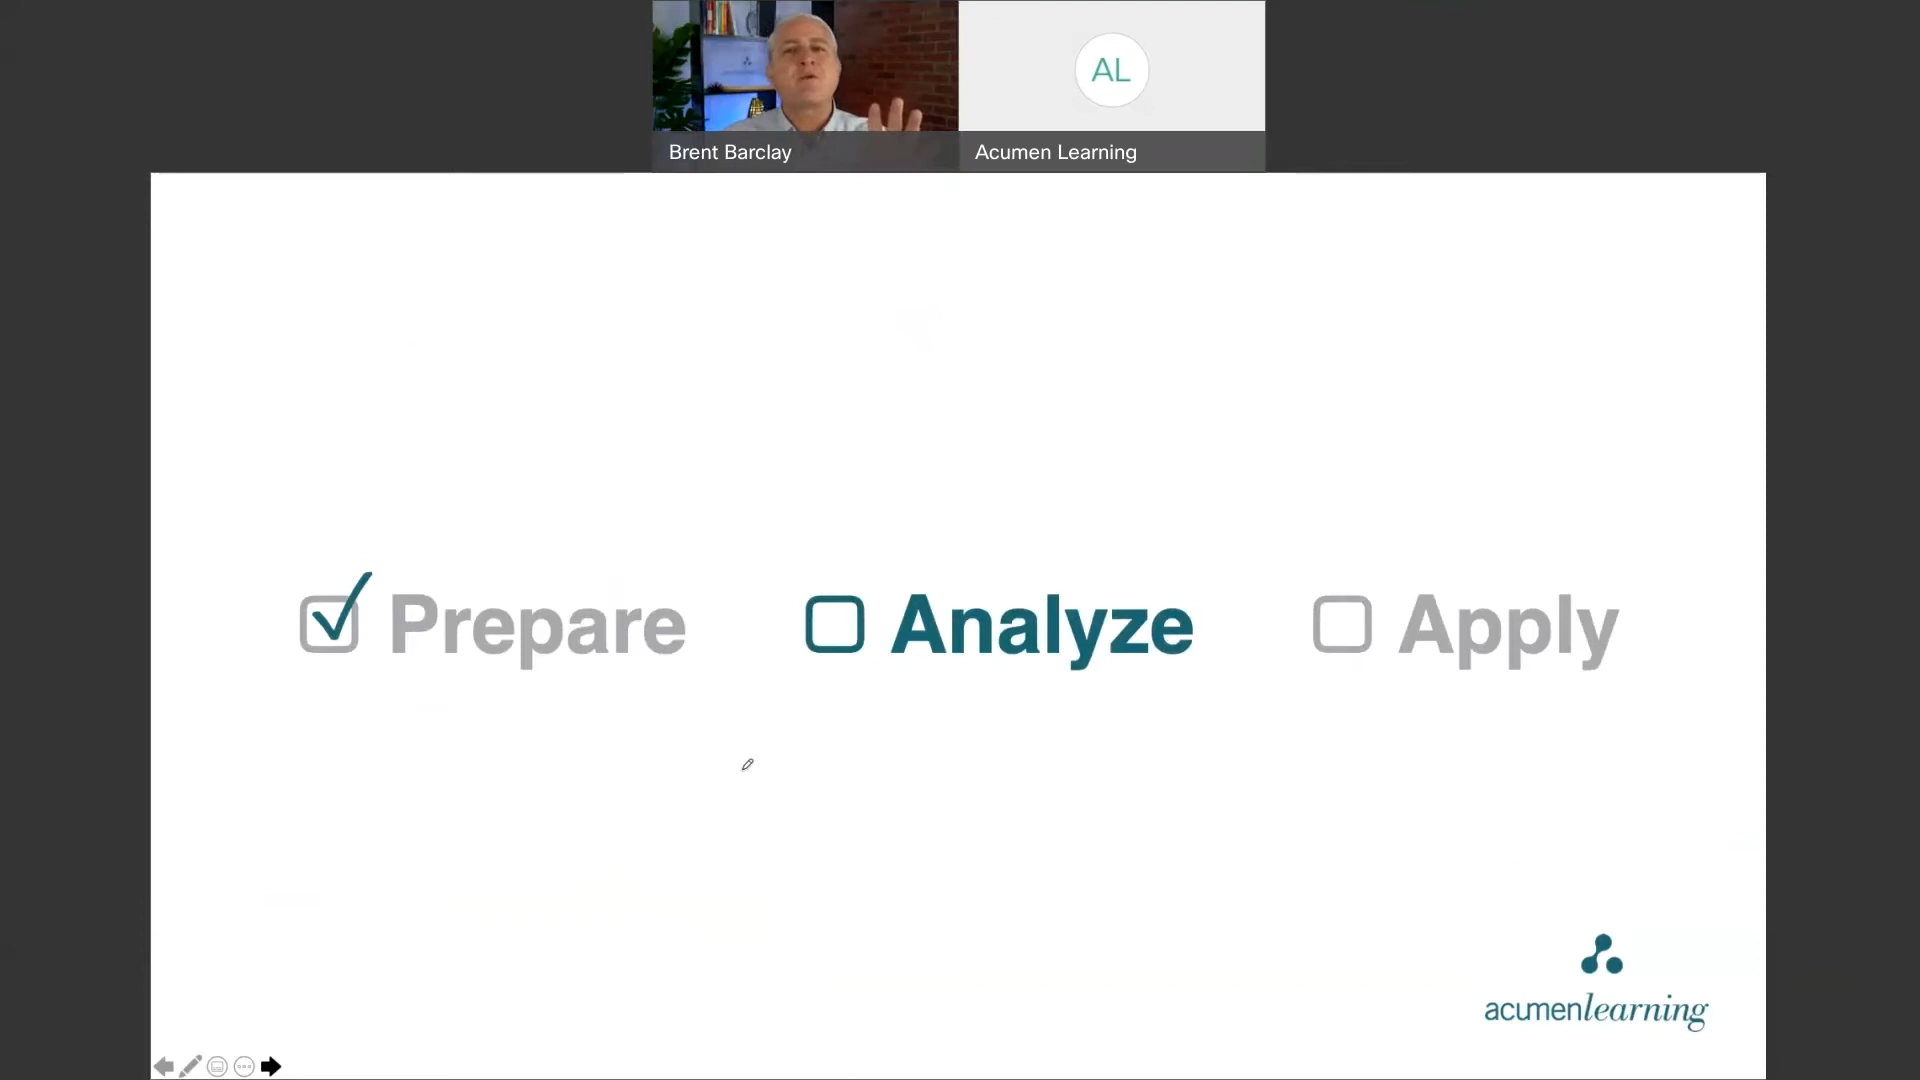 Brent Barclay
AL
Acumen Learning
Prepare Analyze Apply
acumenlearning